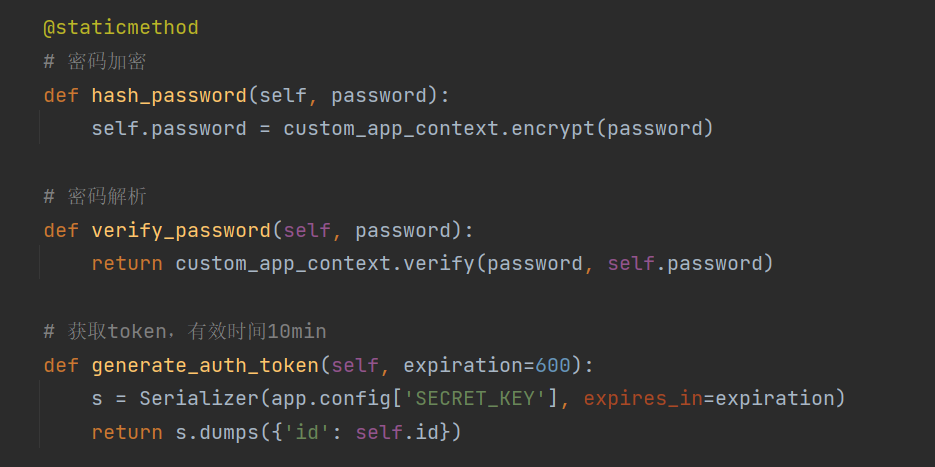 @staticmethod
# 密码加密
def hash_password(self, password):
self.password = custom_app_context.encrypt(password)
# 密码解析
def verify_password(self, password):
return custom_app_context.verify(password, self.password)
# 获取token，有效时间10min
def generate_auth_token(self, expiration=600):
s = Serializer(app.config['SECRET_KEY'], expires_in=expiration)
return s.dumps({'id': self.id})